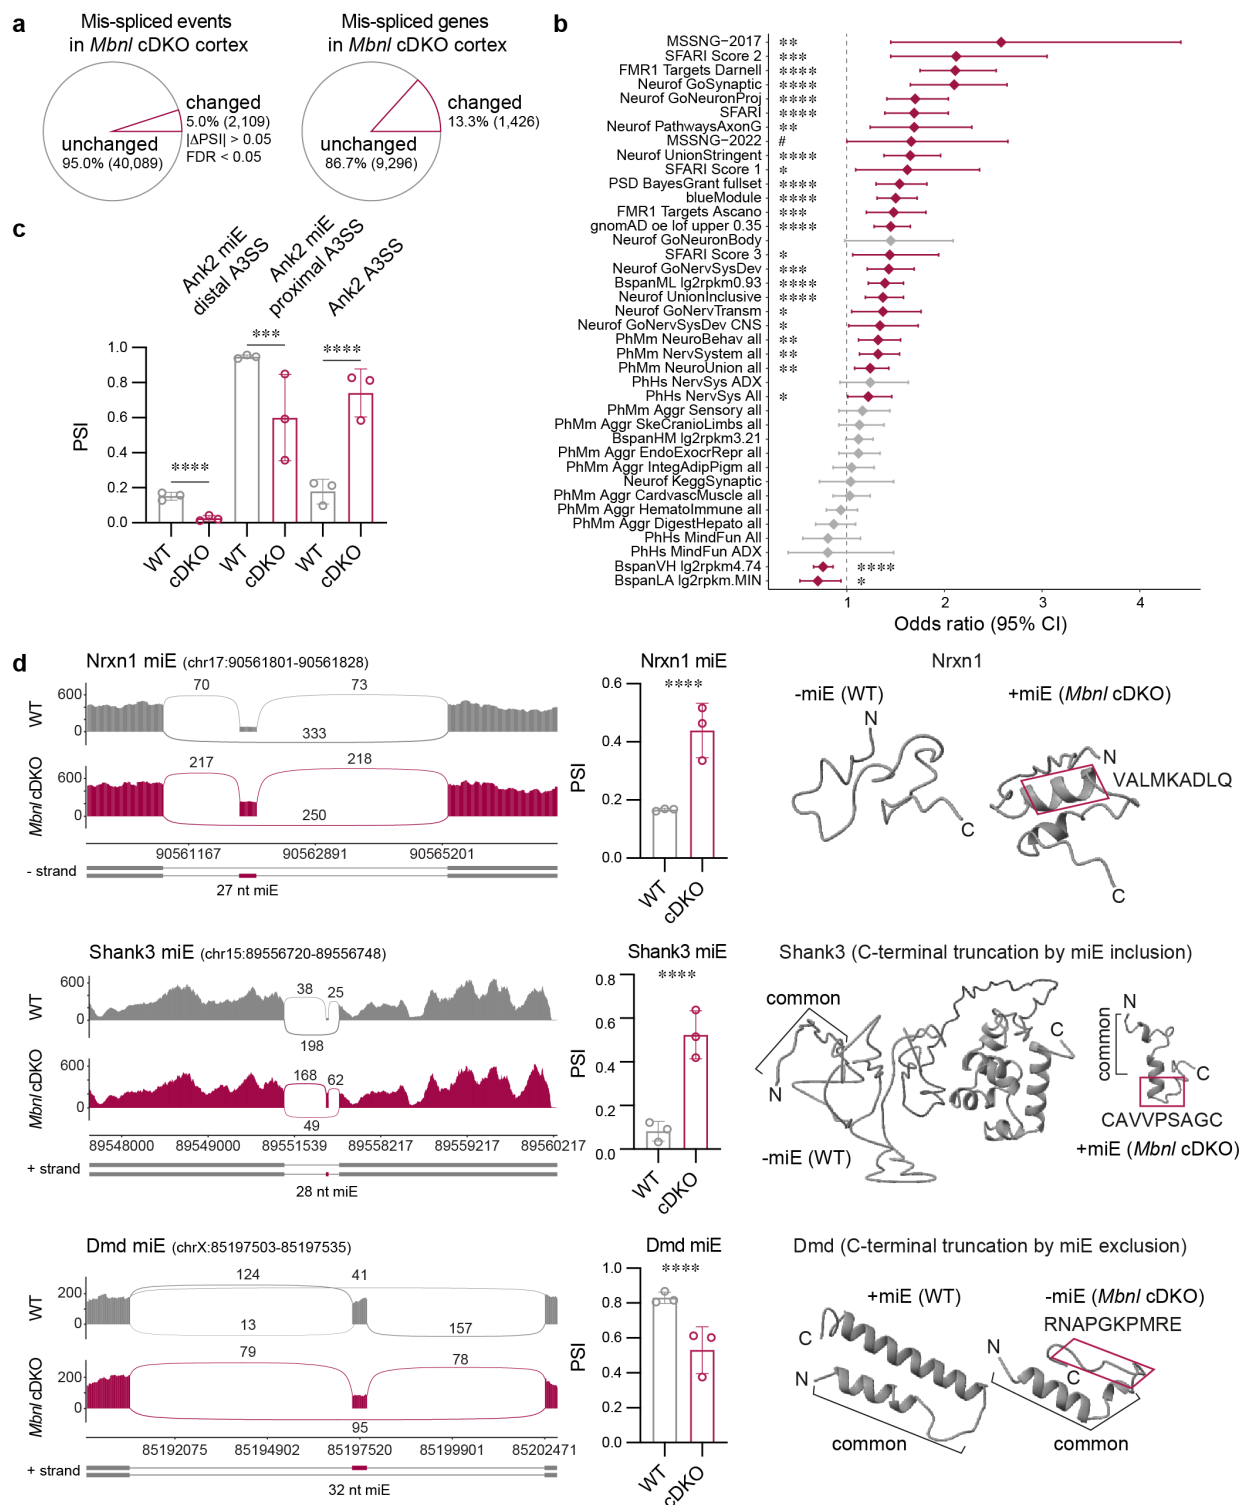 a
Mis-spliced events
in Mbnl cDKO cortex
changed
5.0% (2,109)
|ΔPSI| > 0.05
FDR < 0.05
unchanged
95.0% (40,089)
Mis-spliced genes
in Mbnl cDKO cortex
changed
13.3% (1,426)
unchanged
86.7% (9,296)
b
MSSNG-2017 **
SFARI Score 2 ***
FMR1 Targets Darnell ****
Neurof GoSynaptic ****
Neurof GoNeuronProj ****
SFARI ****
Neurof PathwaysAxonG **
MSSNG-2022 #
Neurof UnionStringent ****
SFARI Score 1 *
PSD BayesGrant fullset ****
blueModule ****
FMR1 Targets Ascano ***
gnomAD oe lof upper 0.35 ****
Neurof GoNeuronBody
SFARI Score 3 *
Neurof GoNervSysDev ***
BspanML lg2rpkm0.93 ****
Neurof UnionInclusive ****
Neurof GoNervTransm *
Neurof GoNervSysDev CNS *
PhMm NeuroBehav all **
PhMm NervSystem all **
PhMm NeuroUnion all **
PhHs NervSys ADX
PhHs NervSys All *
PhMm Aggr Sensory all
PhMm Aggr SkeCranioLimbs all
BspanHM lg2rpkm3.21
PhMm Aggr EndoExocrRepr all
PhMm Aggr IntegAdipPigm all
Neurof KeggSynaptic
PhMm Aggr CardvascMuscle all
PhMm Aggr HematoImmune all
PhMm Aggr DigestHepato all
PhHs MindFun All
PhHs MindFun ADX
BspanVH lg2rpkm4.74 ****
BspanLA lg2rpkm.MIN *
1 2 3 4
Odds ratio (95% CI)
c
Ank2 miE
distal A3SS
Ank2 miE
proximal A3SS
Ank2 A3SS
PSI
1.0
0.8
0.6
0.4
0.2
0.0
****
***
****
WT cDKO WT cDKO WT cDKO
d
Nrxn1 miE (chr17:90561801-90561828)
WT
600
0
70 73
333
Mbnl cDKO
600
0
217 218
250
90561167 90562891 90565201
- strand
27 nt miE
Nrxn1 miE
****
PSI
0.6
0.4
0.2
0.0
WT cDKO
Nrxn1
-miE (WT)
N
C
+miE (Mbnl cDKO)
N
VALMKADLQ
C
Shank3 miE (chr15:89556720-89556748)
WT
600
0
38 25
198
Mbnl cDKO
600
0
168 62
49
89548000 89549000 89551539 89558217 89559217 89560217
+ strand
28 nt miE
Shank3 miE
****
PSI
0.8
0.6
0.4
0.2
0.0
WT cDKO
Shank3 (C-terminal truncation by miE inclusion)
common
N
C
-miE (WT)
N
common
C
CAVVPSAGC
+miE (Mbnl cDKO)
Dmd miE (chrX:85197503-85197535)
WT
200
0
124 41
13 157
Mbnl cDKO
200
0
79 78
95
85192075 85194902 85197520 85199901 85202471
+ strand
32 nt miE
Dmd miE
****
PSI
1.0
0.8
0.6
0.4
0.2
0.0
WT cDKO
Dmd (C-terminal truncation by miE exclusion)
+miE (WT)
C
N
common
-miE (Mbnl cDKO)
RNAPGKPMRE
N
C
common